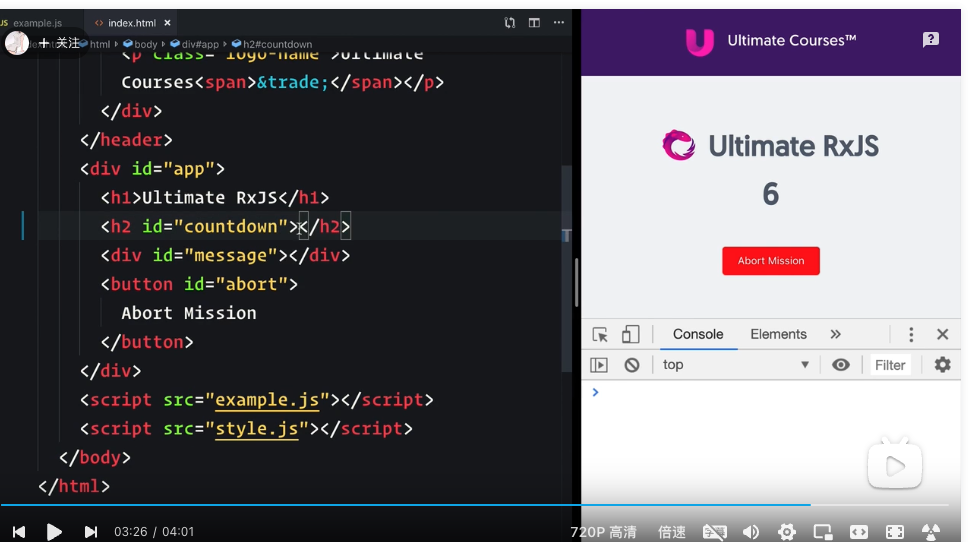 JS example.js
<> index.html ×
+ 关注
html › body › div#app › h2#countdown
<p class="logo-name">Ultimate
Courses<span>&trade;</span></p>
</div>
</header>
<div id="app">
<h1>Ultimate RxJS</h1>
<h2 id="countdown"></h2>
<div id="message"></div>
<button id="abort">
Abort Mission
</button>
</div>
<script src="example.js"></script>
<script src="style.js"></script>
</body>
</html>
03:26 / 04:01
720P 高清
倍速
Ultimate Courses™
Ultimate RxJS
6
Abort Mission
Console
Elements
top
Filter